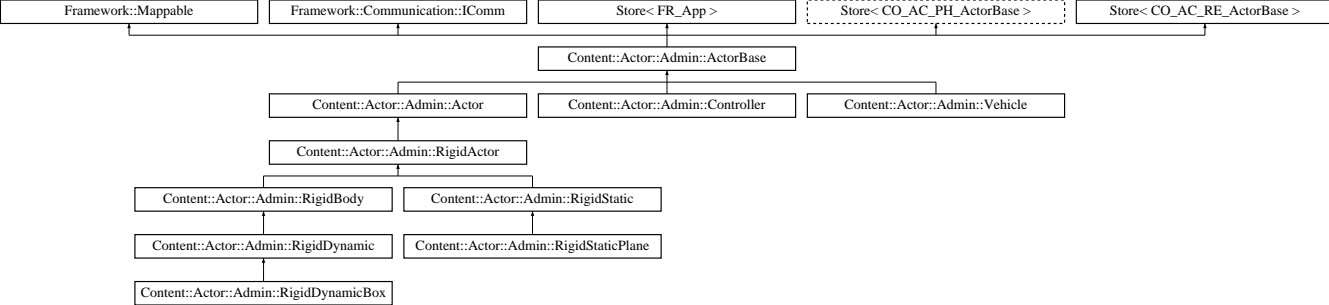 Framework::Mappable
Framework::Communication::IComm
Store< FR_App >
Store< CO_AC_PH_ActorBase >
Store< CO_AC_RE_ActorBase >
Content::Actor::Admin::ActorBase
Content::Actor::Admin::Actor
Content::Actor::Admin::Controller
Content::Actor::Admin::Vehicle
Content::Actor::Admin::RigidActor
Content::Actor::Admin::RigidBody
Content::Actor::Admin::RigidStatic
Content::Actor::Admin::RigidDynamic
Content::Actor::Admin::RigidStaticPlane
Content::Actor::Admin::RigidDynamicBox